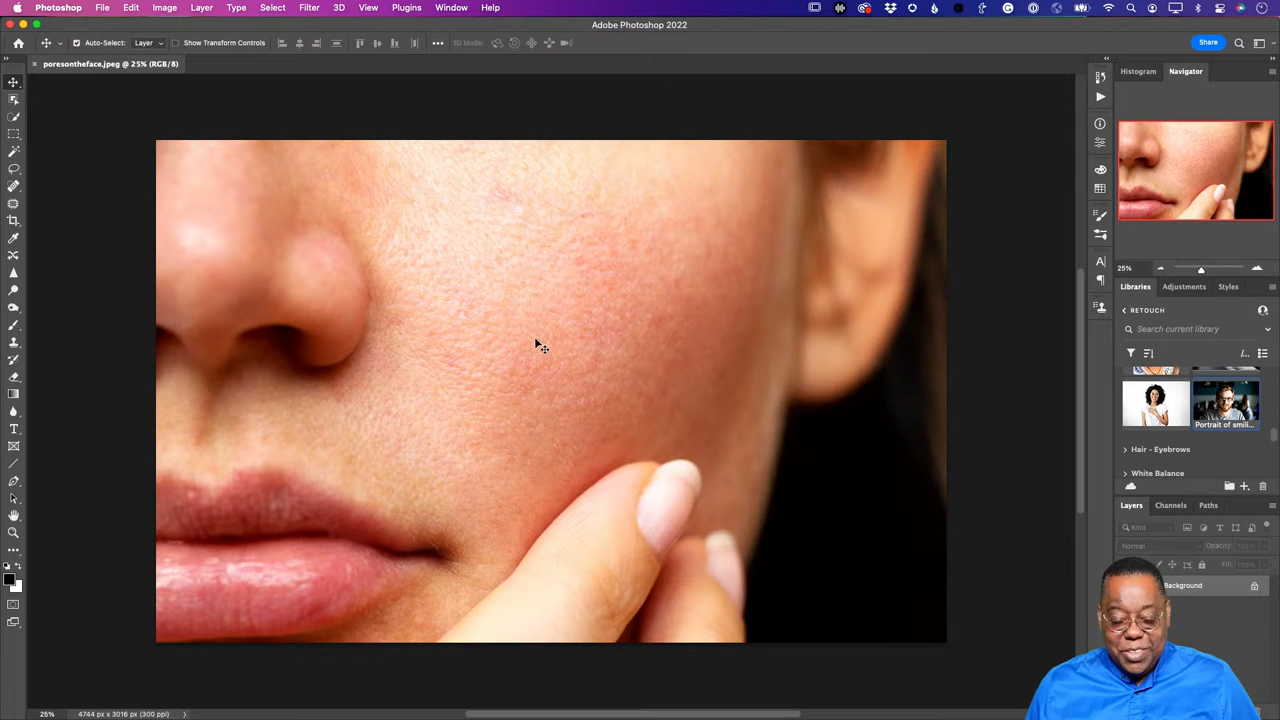 Photoshop File Edit Image Layer Type Select Filter 3D View Plugins Window Help
Adobe Photoshop 2022
Auto-Select: Layer Show Transform Controls 3D Mode: Share
× poresontheface.jpeg @ 25% (RGB/8)
Histogram Navigator
25%
Libraries Adjustments Styles
RETOUCH
Search current library
Portrait of smili...
Hair - Eyebrows
White Balance
Layers Channels Paths
Kind
Normal Opacity: 100%
Fill: 100%
Background
25% 4744 px x 3016 px (300 ppi)